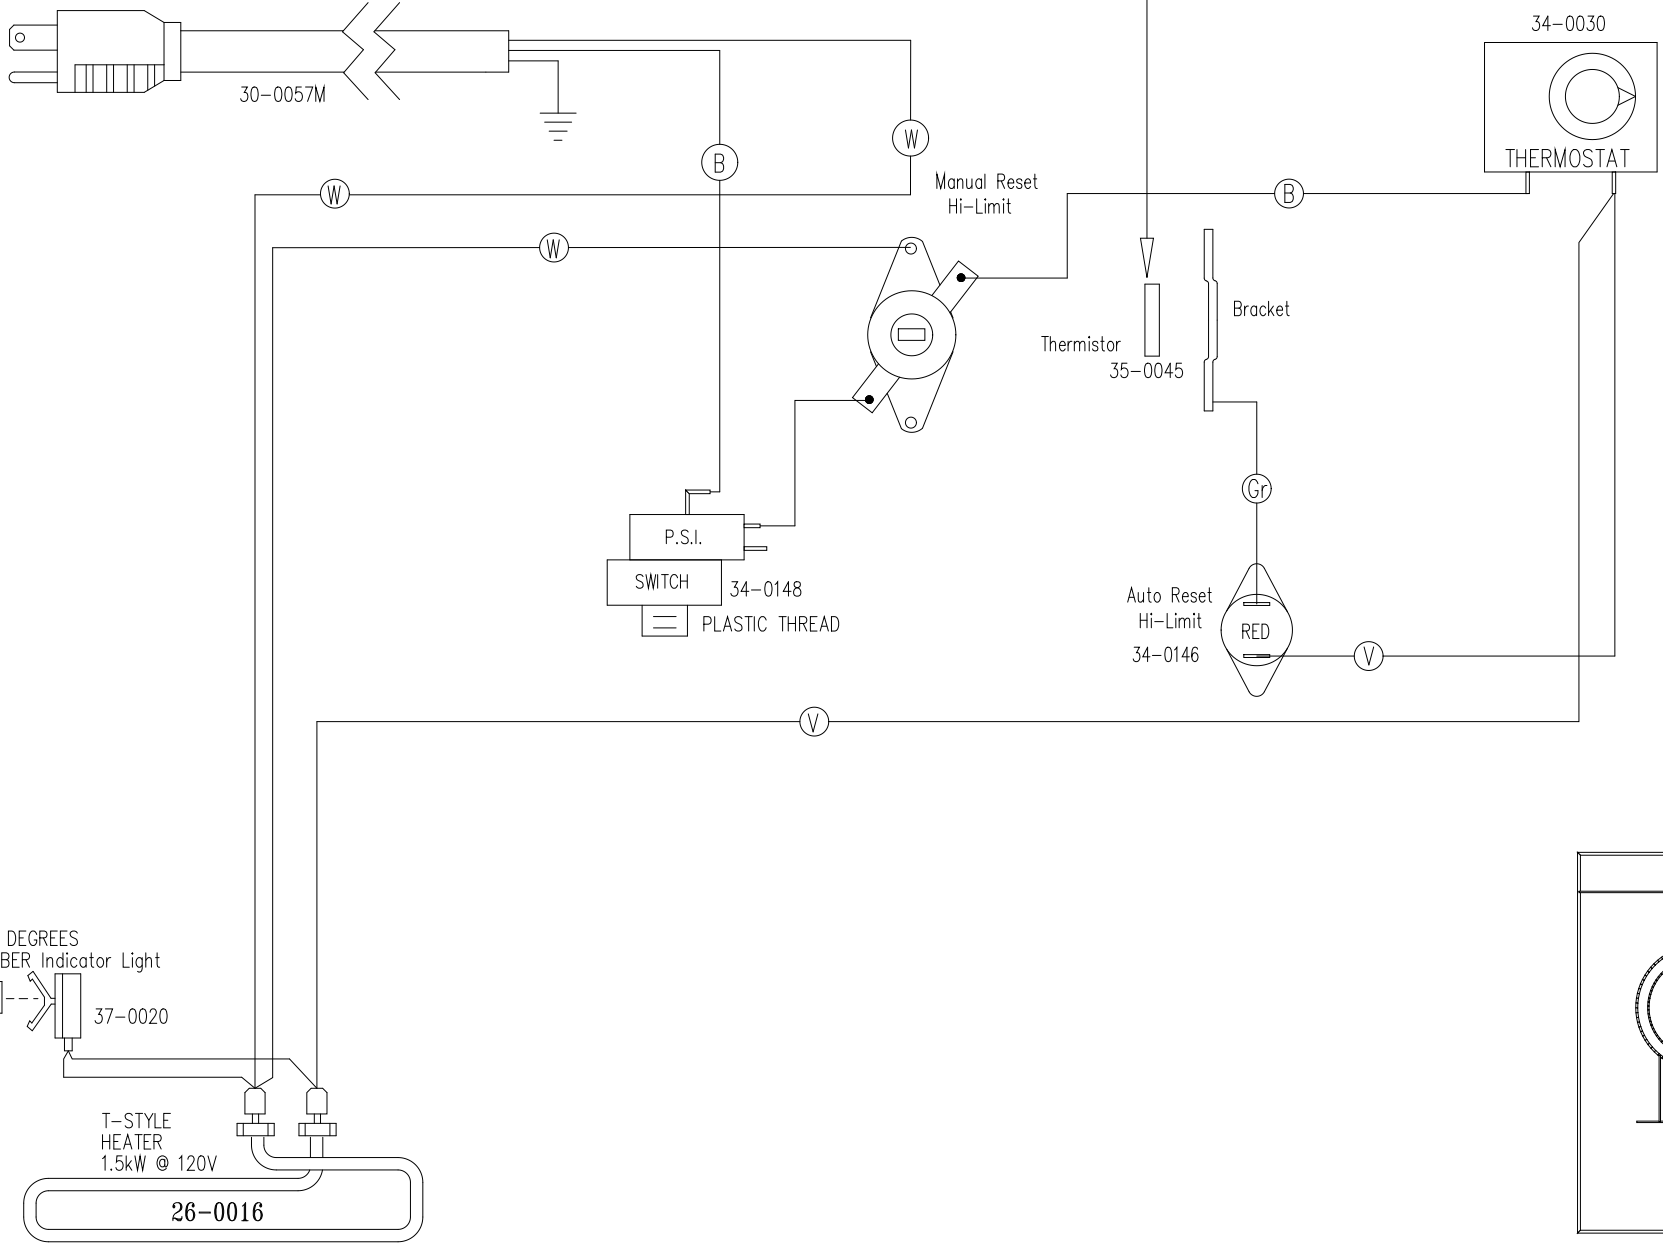 34-0030
30-0057M
W
B
THERMOSTAT
Manual Reset
Hi-Limit
W
B
W
Bracket
Thermistor
35-0045
Gr
P.S.I.
SWITCH
34-0148
PLASTIC THREAD
Auto Reset
Hi-Limit
34-0146
RED
V
V
DEGREES
BER Indicator Light
37-0020
T-STYLE
HEATER
1.5kW @ 120V
26-0016